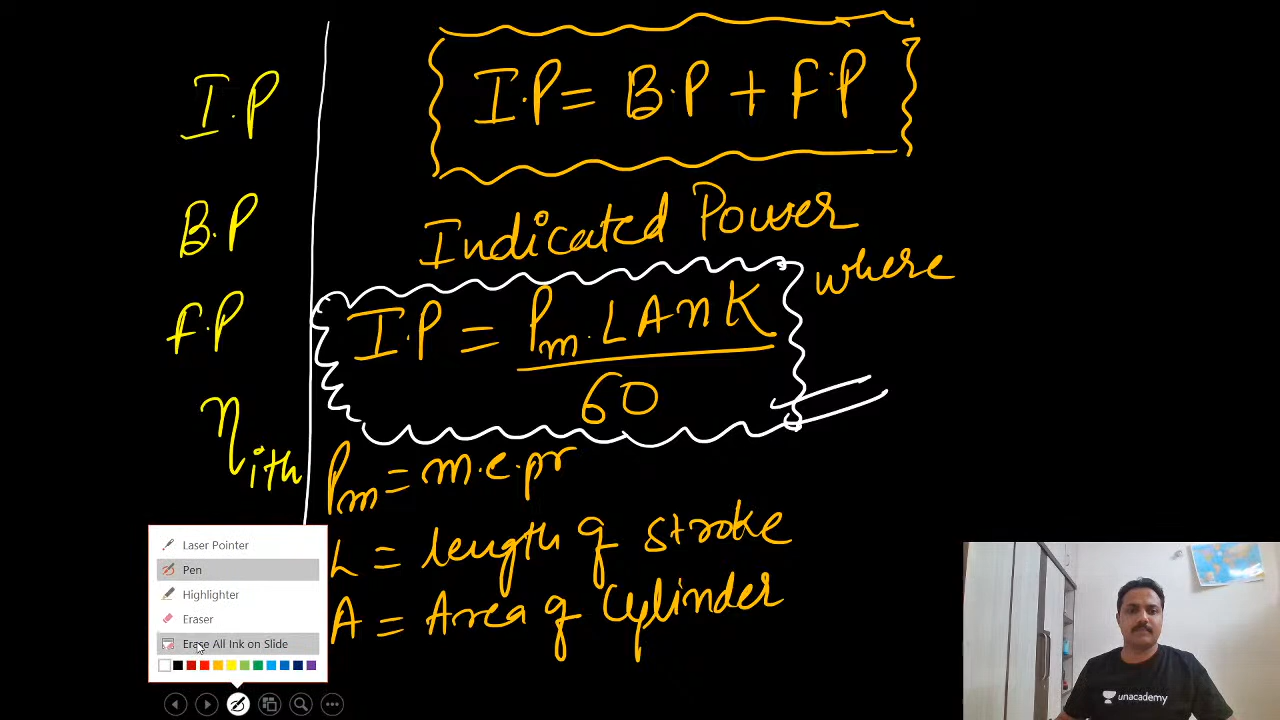 I.P
B.P
F.P
ηith
I.P = B.P + F.P
Indicated Power
where
I.P = Pm.LAnK
60
Pm = m.e.pr
L = length of stroke
A = Area of Cylinder
Laser Pointer
Pen
Highlighter
Eraser
Erase All Ink on Slide
unacademy